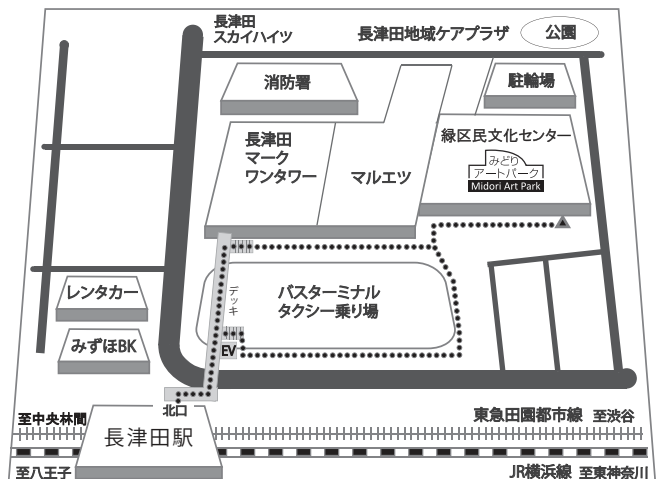 長津田
スカイハイツ
長津田地域ケアプラザ
公園
消防署
駐輪場
長津田
マーク
ワンタワー
マルエツ
緑区民文化センター
みどり
アートパーク
Midori Art Park
レンタカー
デッキ
バスターミナル
タクシー乗り場
みずほBK
EV
北口
至中央林間
東急田園都市線 至渋谷
長津田駅
至八王子
JR横浜線 至東神奈川